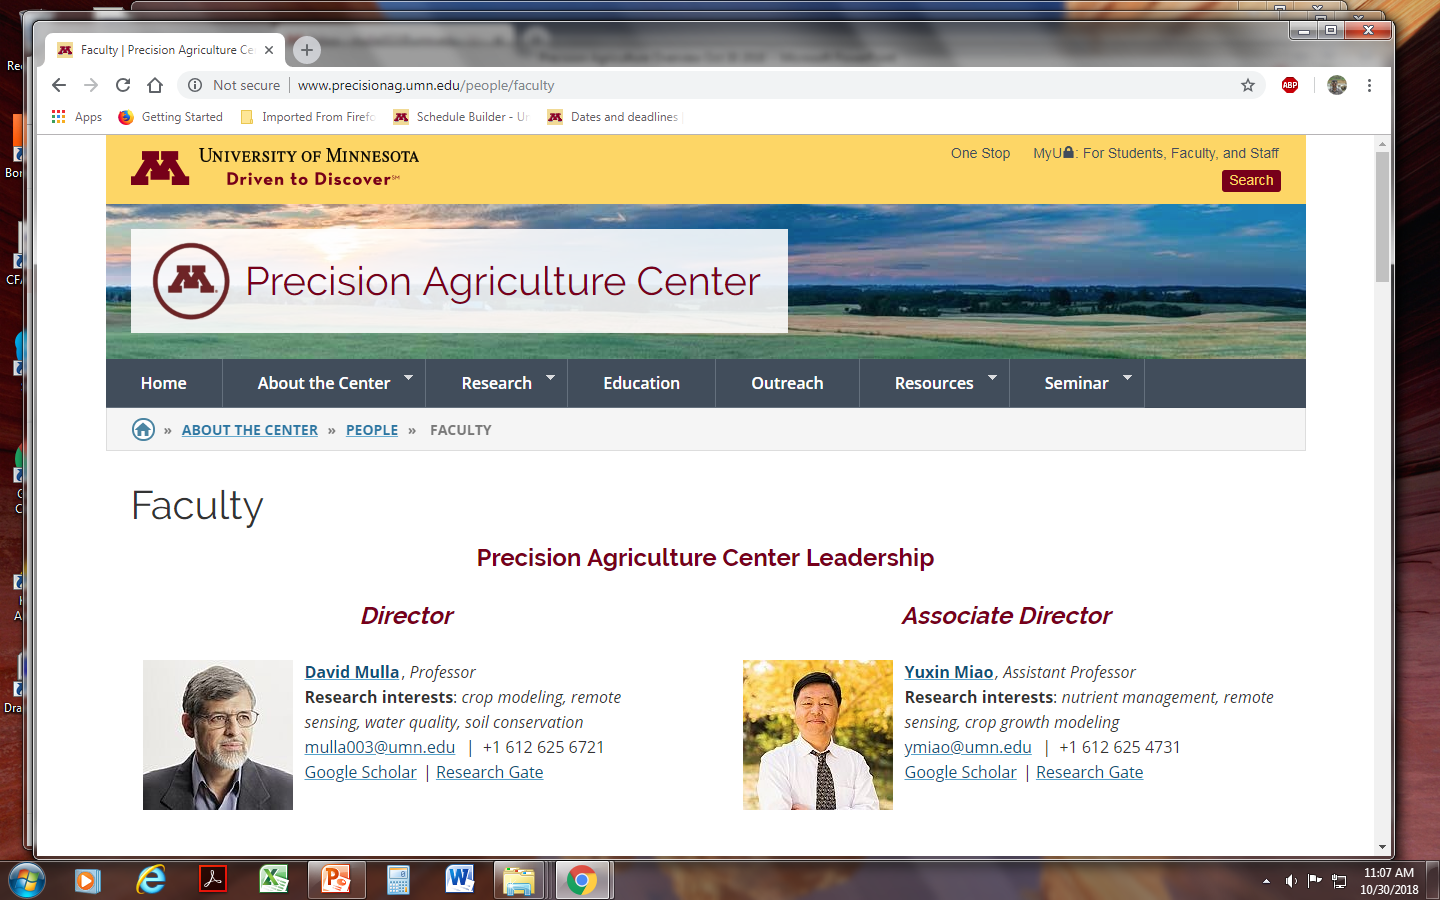 Faculty | Precision Agriculture Ce
Not secure
www.precisionag.umn.edu/people/faculty
ABP
Apps
Getting Started
Imported From Firefo
Schedule Builder - Un
Dates and deadlines
UNIVERSITY OF MINNESOTA
Driven to Discover℠
One Stop
MyU: For Students, Faculty, and Staff
Search
Precision Agriculture Center
Home
About the Center
Research
Education
Outreach
Resources
Seminar
» ABOUT THE CENTER » PEOPLE » FACULTY
Faculty
Precision Agriculture Center Leadership
Director
David Mulla, Professor
Research interests: crop modeling, remote
sensing, water quality, soil conservation
mulla003@umn.edu | +1 612 625 6721
Google Scholar | Research Gate
Associate Director
Yuxin Miao, Assistant Professor
Research interests: nutrient management, remote
sensing, crop growth modeling
ymiao@umn.edu | +1 612 625 4731
Google Scholar | Research Gate
11:07 AM
10/30/2018